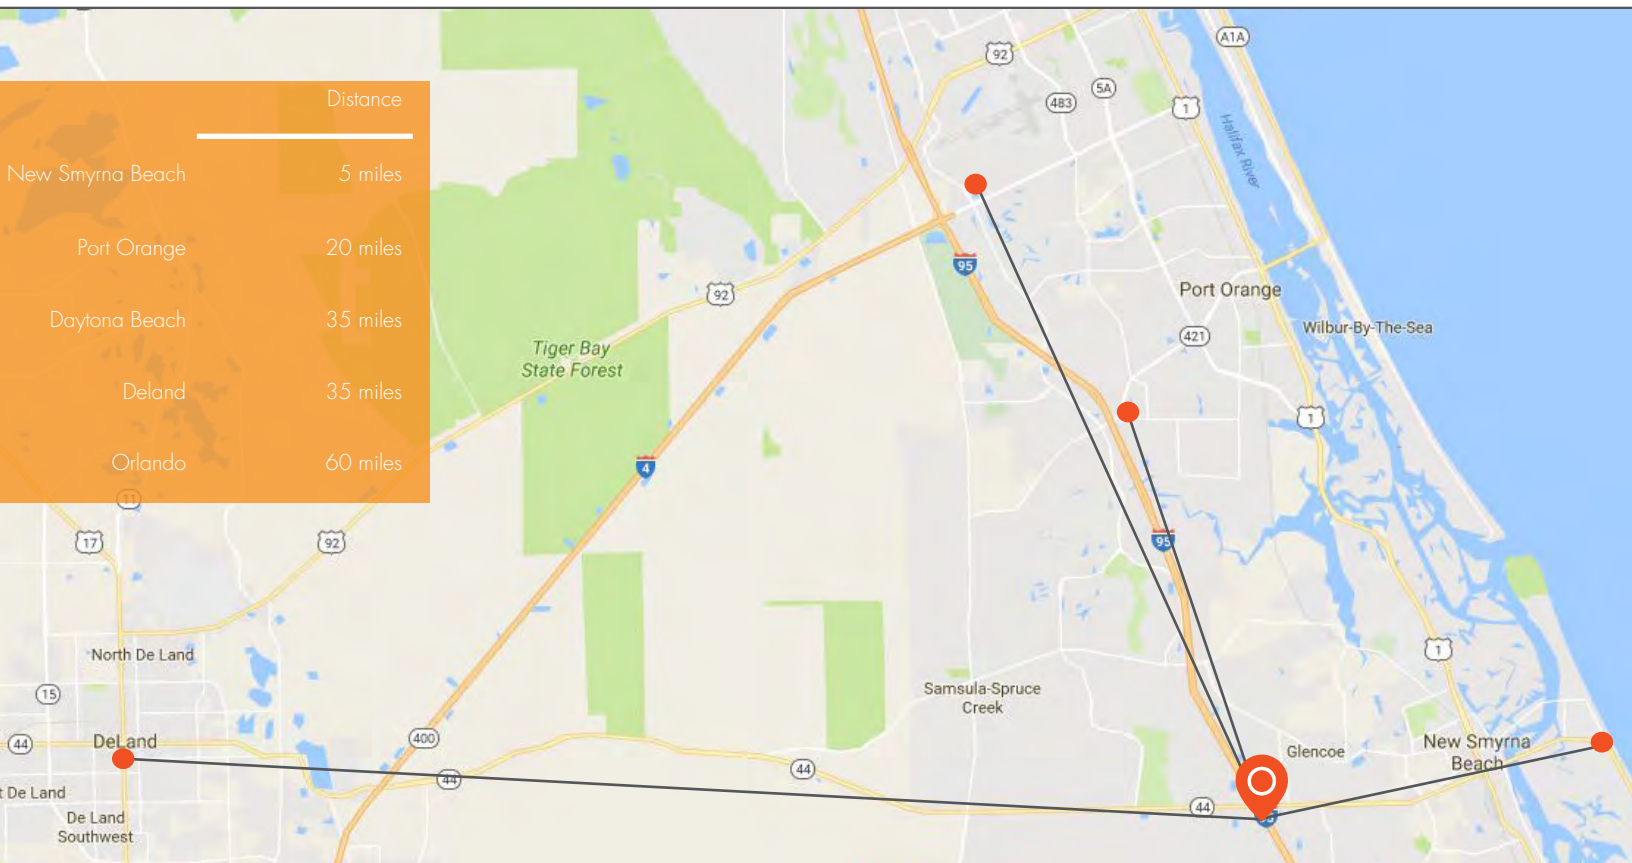 Distance
New Smyrna Beach 5 miles
Port Orange 20 miles
Daytona Beach 35 miles
Deland 35 miles
Orlando 60 miles
A1A
92
5A
483
1
Halifax River
95
Port Orange
92
Wilbur-By-The-Sea
421
Tiger Bay
State Forest
1
4
11
17
92
95
North De Land
1
15
Samsula-Spruce
Creek
44
DeLand
400
New Smyrna
Beach
Glencoe
44
44
t De Land
44
De Land
Southwest